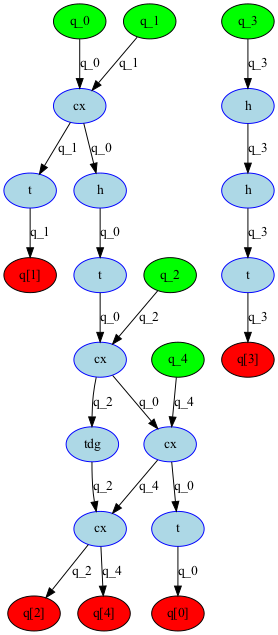 q_0 q_1 q_3
q_0 q_1 q_3
cx h
q_1 q_0 q_3
t h h
q_1 q_0 q_3
q[1] t q_2 t
q_0 q_2 q_3
cx q_4 q[3]
q_2 q_0 q_4
tdg cx
q_2 q_4 q_0
cx t
q_2 q_4 q_0
q[2] q[4] q[0]